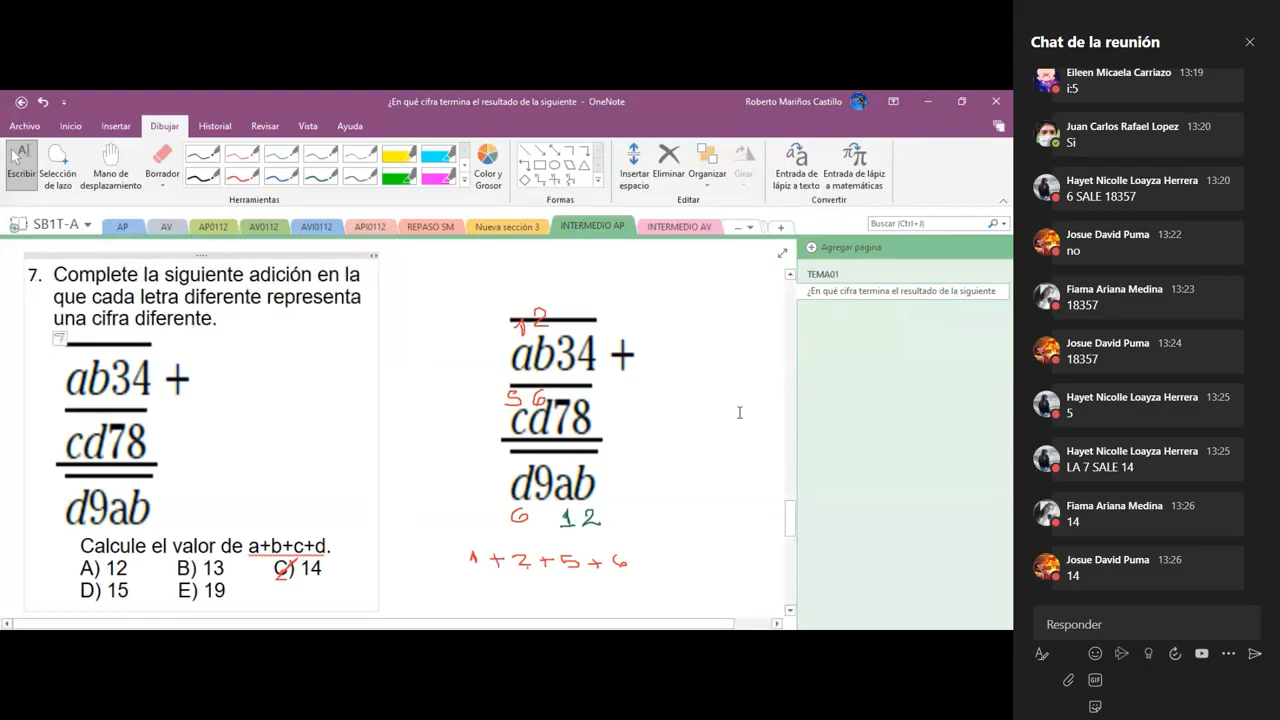 Chat de la reunión
Eileen Micaela Carriazo 13:19
i:5
Juan Carlos Rafael Lopez 13:20
Si
Hayet Nicolle Loayza Herrera 13:20
6 SALE 18357
Josue David Puma 13:22
no
Fiama Ariana Medina 13:23
18357
Josue David Puma 13:24
18357
Hayet Nicolle Loayza Herrera 13:25
5
Hayet Nicolle Loayza Herrera 13:25
LA 7 SALE 14
Fiama Ariana Medina 13:26
14
Josue David Puma 13:26
14
Responder
GIF
¿En qué cifra termina el resultado de la siguiente - OneNote
Roberto Mariños Castillo
Archivo Inicio Insertar Dibujar Historial Revisar Vista Ayuda
Escribir
Selección de lazo
Mano de desplazamiento
Borrador
Color y Grosor
Insertar espacio
Eliminar
Organizar
Girar
Entrada de lápiz a texto
Entrada de lápiz a matemáticas
Herramientas Formas Editar Convertir
SB1T-A AP AV AP0112 AV0112 AVI0112 API0112 REPASO SM Nueva sección 3 INTERMEDIO AP INTERMEDIO AV ...
Buscar (Ctrl+J)
Agregar página
TEMA01
¿En qué cifra termina el resultado de la siguiente
7. Complete la siguiente adición en la
que cada letra diferente representa
una cifra diferente.
ab34 +
cd78
d9ab
Calcule el valor de a+b+c+d.
A) 12 B) 13 C) 14
D) 15 E) 19
1 2
ab34 +
5 6
cd78
d9ab
6 1 2
1 + 2 + 5 + 6